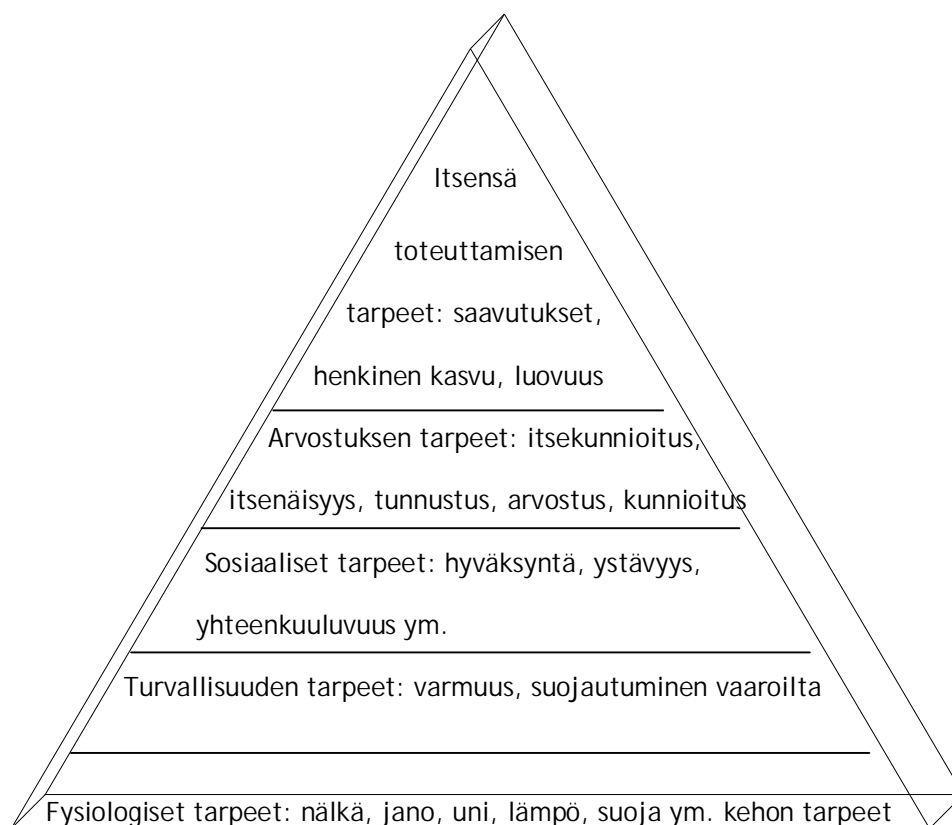 Itsensä
toteuttamisen
tarpeet: saavutukset,
henkinen kasvu, luovuus
Arvostuksen tarpeet: itsekunnioitus,
itsenäisyys, tunnustus, arvostus, kunnioitus
Sosiaaliset tarpeet: hyväksyntä, ystävyys,
yhteenkuuluvuus ym.
Turvallisuuden tarpeet: varmuus, suojautuminen vaaroilta
Fysiologiset tarpeet: nälkä, jano, uni, lämpö, suoja ym. kehon tarpeet